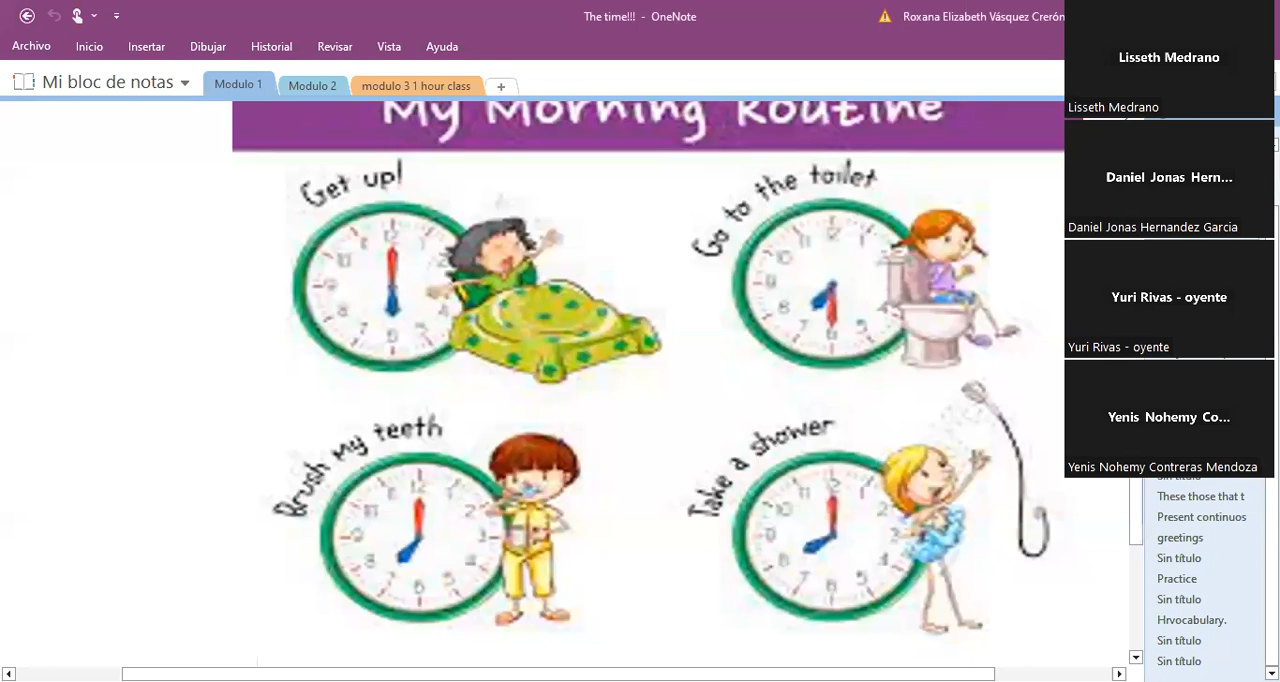 The time!!! - OneNote
Roxana Elizabeth Vásquez Crerón
Archivo Inicio Insertar Dibujar Historial Revisar Vista Ayuda
Mi bloc de notas
Modulo 1
Modulo 2
modulo 3 1 hour class
+
My Morning Routine
Get up!
Go to the toilet
Brush my teeth
Take a shower
Lisseth Medrano
Lisseth Medrano
Daniel Jonas Hern...
Daniel Jonas Hernandez Garcia
Yuri Rivas - oyente
Yuri Rivas - oyente
Yenis Nohemy Co...
Yenis Nohemy Contreras Mendoza
Sin título
These those that t
Present continuos
greetings
Sin título
Practice
Sin título
Hrvocabulary.
Sin título
Sin título